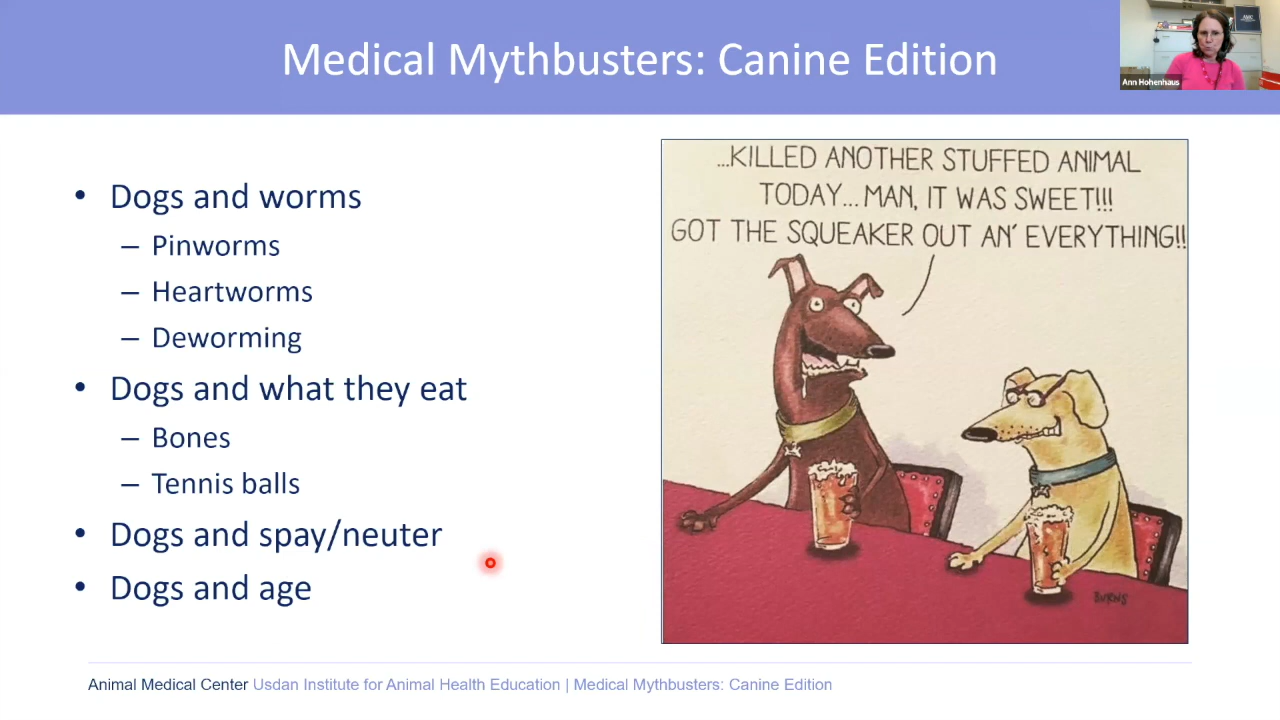 Medical Mythbusters: Canine Edition
Ann Hohenhaus
• Dogs and worms
– Pinworms
– Heartworms
– Deworming
• Dogs and what they eat
– Bones
– Tennis balls
• Dogs and spay/neuter
• Dogs and age
...KILLED ANOTHER STUFFED ANIMAL
TODAY...MAN, IT WAS SWEET!!!
GOT THE SQUEAKER OUT AN' EVERYTHING!!
BURNS
Animal Medical Center Usdan Institute for Animal Health Education | Medical Mythbusters: Canine Edition